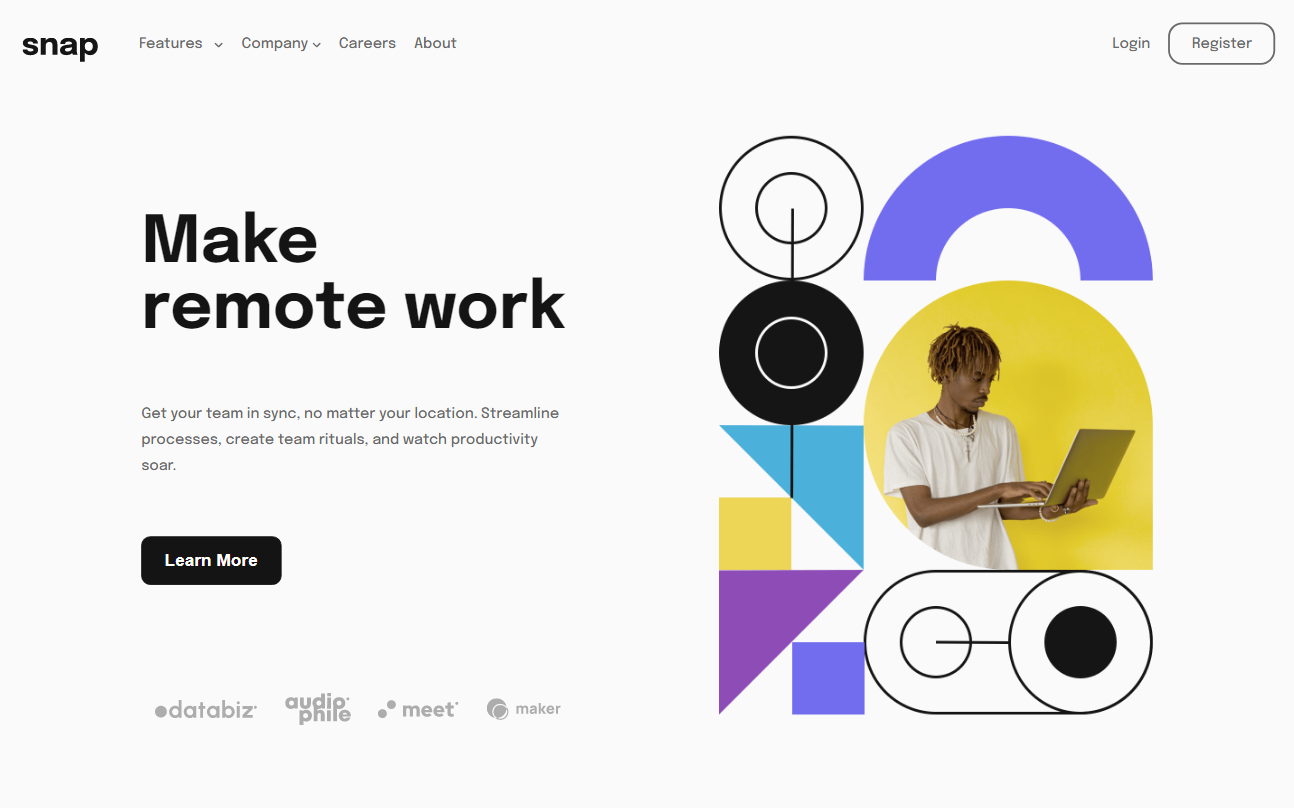 snap
Features
Company
Careers
About
Login
Register
Make
remote work
Get your team in sync, no matter your location. Streamline
processes, create team rituals, and watch productivity
soar.
Learn More
databiz
audiophile
meet
maker